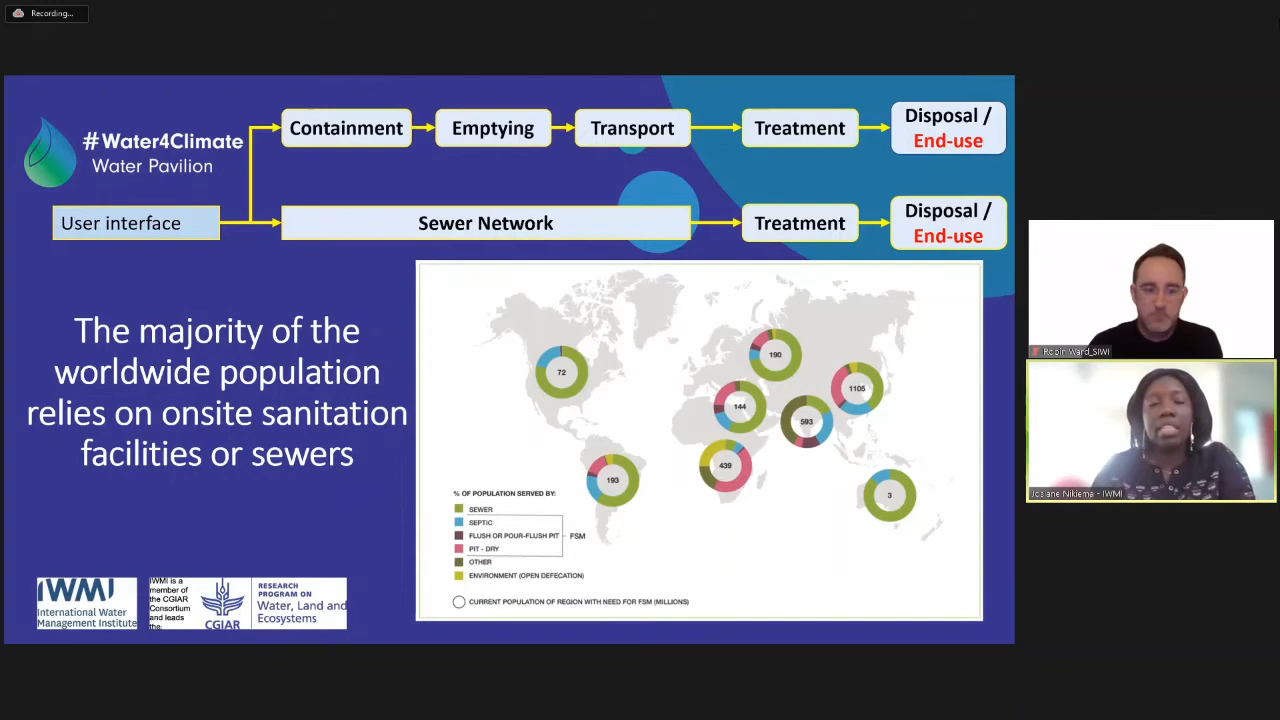 Recording...
#Water4Climate
Water Pavilion
Containment
Emptying
Transport
Treatment
Disposal /
End-use
User interface
Sewer Network
Treatment
Disposal /
End-use
The majority of the
worldwide population
relies on onsite sanitation
facilities or sewers
72
193
190
144
439
593
1105
3
% OF POPULATION SERVED BY:
SEWER
SEPTIC
FLUSH OR POUR-FLUSH PIT
FSM
PIT - DRY
OTHER
ENVIRONMENT (OPEN DEFECATION)
CURRENT POPULATION OF REGION WITH NEED FOR FSM (MILLIONS)
IWMI
International Water
Management Institute
IWMI is a
member of
the CGIAR
Consortium
and leads
the:
CGIAR
RESEARCH
PROGRAM ON
Water, Land and
Ecosystems
Robin Ward_SIWI
Josiane Nikiema - IWMI